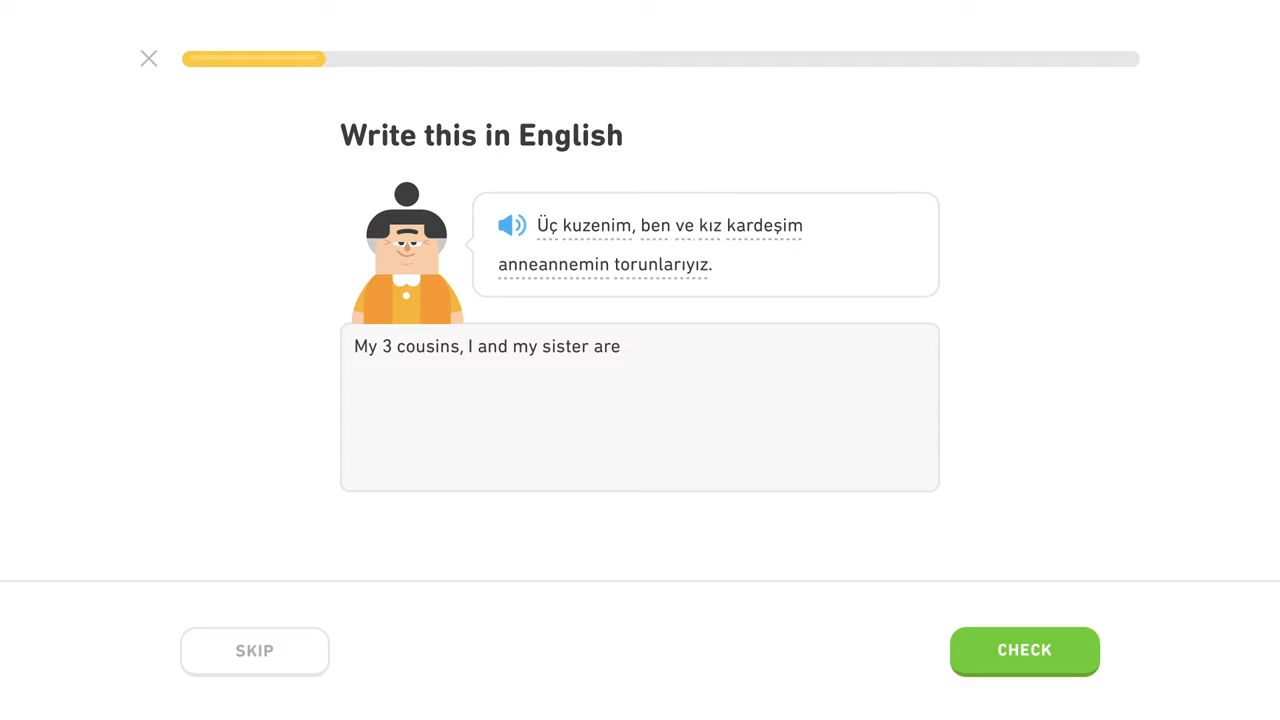 Write this in English
Üç kuzenim, ben ve kız kardeşim
anneannemin torunlarıyız.
My 3 cousins, I and my sister are
SKIP
CHECK